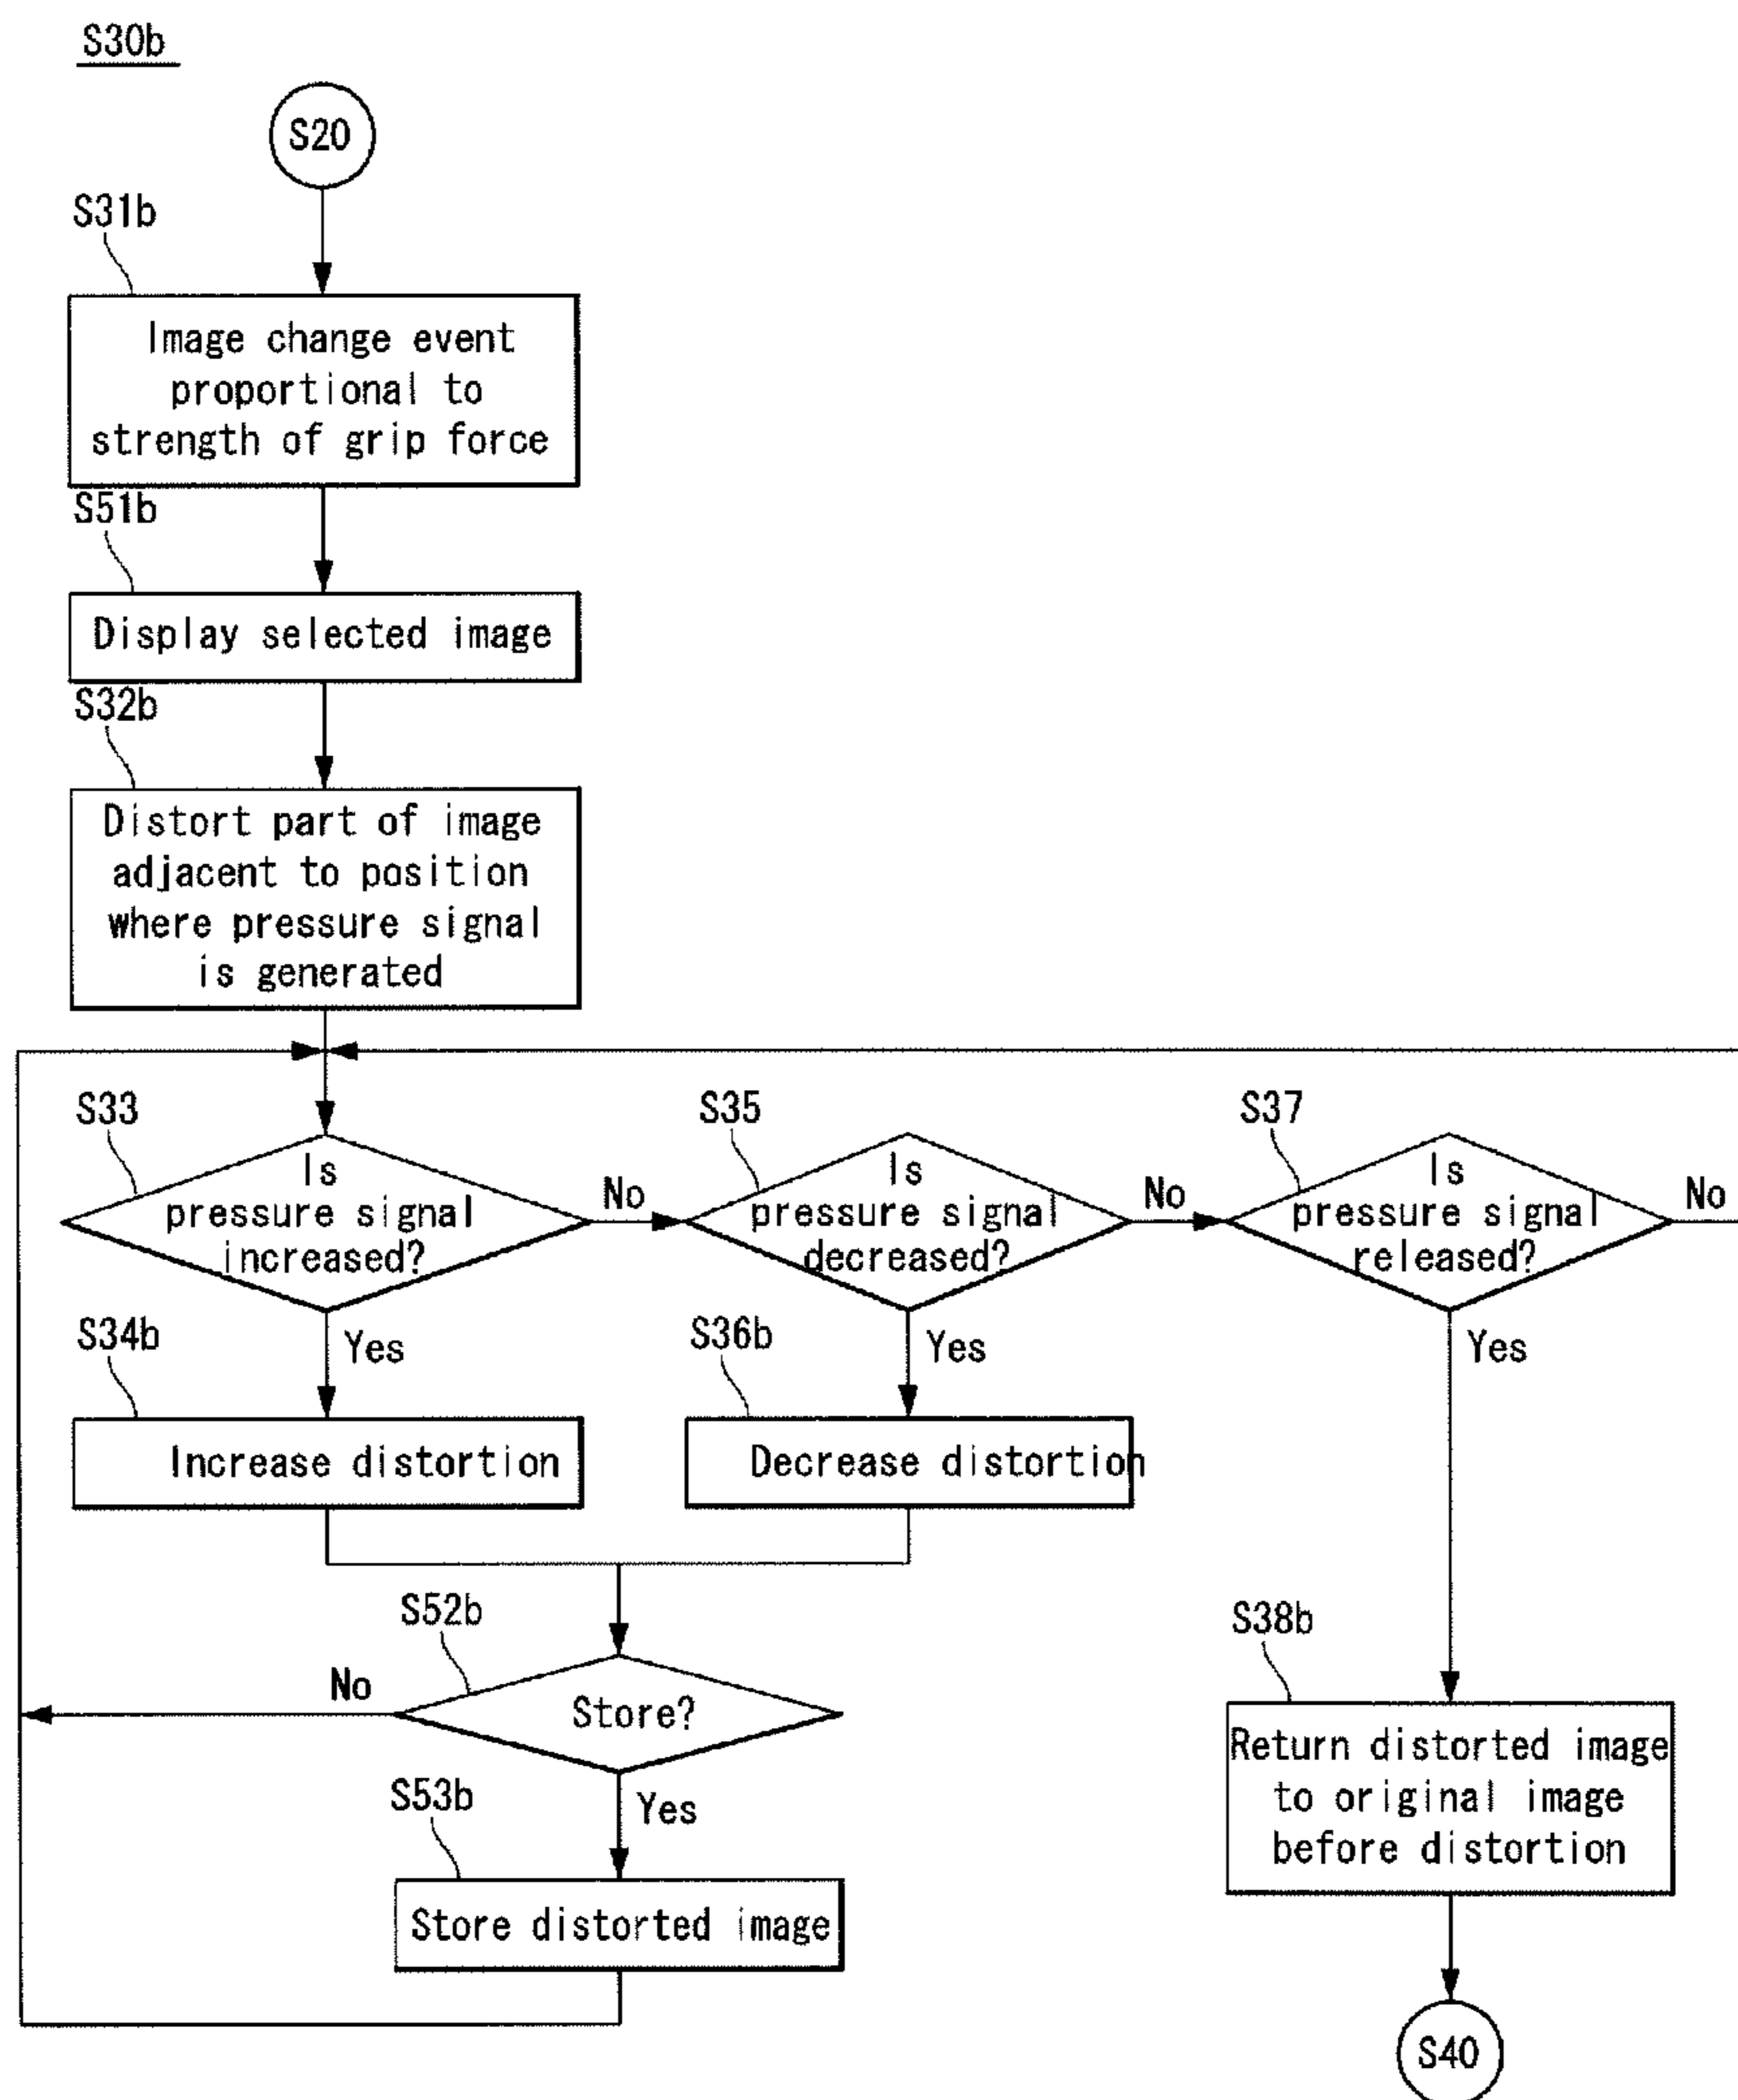 S30b
S20
S31b
Image change event
proportional to
strength of grip force
S51b
Display selected image
S32b
Distort part of image
adjacent to position
where pressure signal
is generated
S33
Is
pressure signal
increased?
No
S35
Is
pressure signal
decreased?
No
S37
Is
pressure signal
released?
No
Yes
Yes
Yes
S34b
Increase distortion
S36b
Decrease distortion
S52b
Store?
No
Yes
S53b
Store distorted image
S38b
Return distorted image
to original image
before distortion
S40